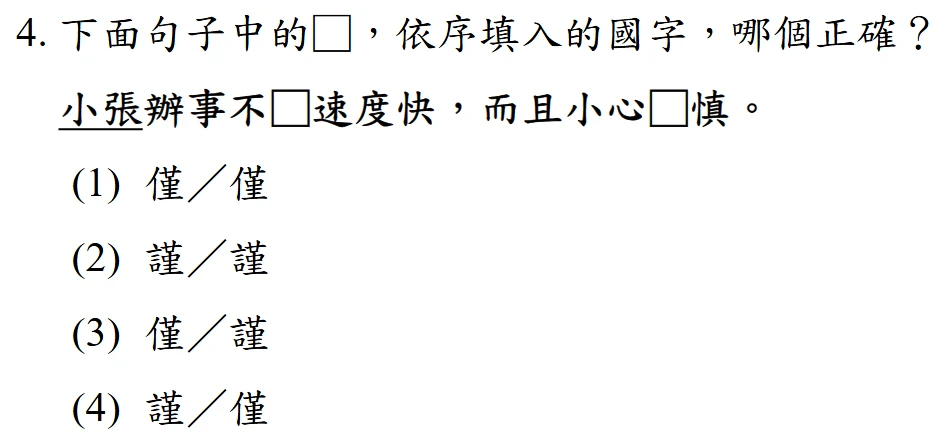 4. 下面句子中的□，依序填入的國字，哪個正確？
小張辦事不□速度快，而且小心□慎。
(1) 僅／僅
(2) 謹／謹
(3) 僅／謹
(4) 謹／僅